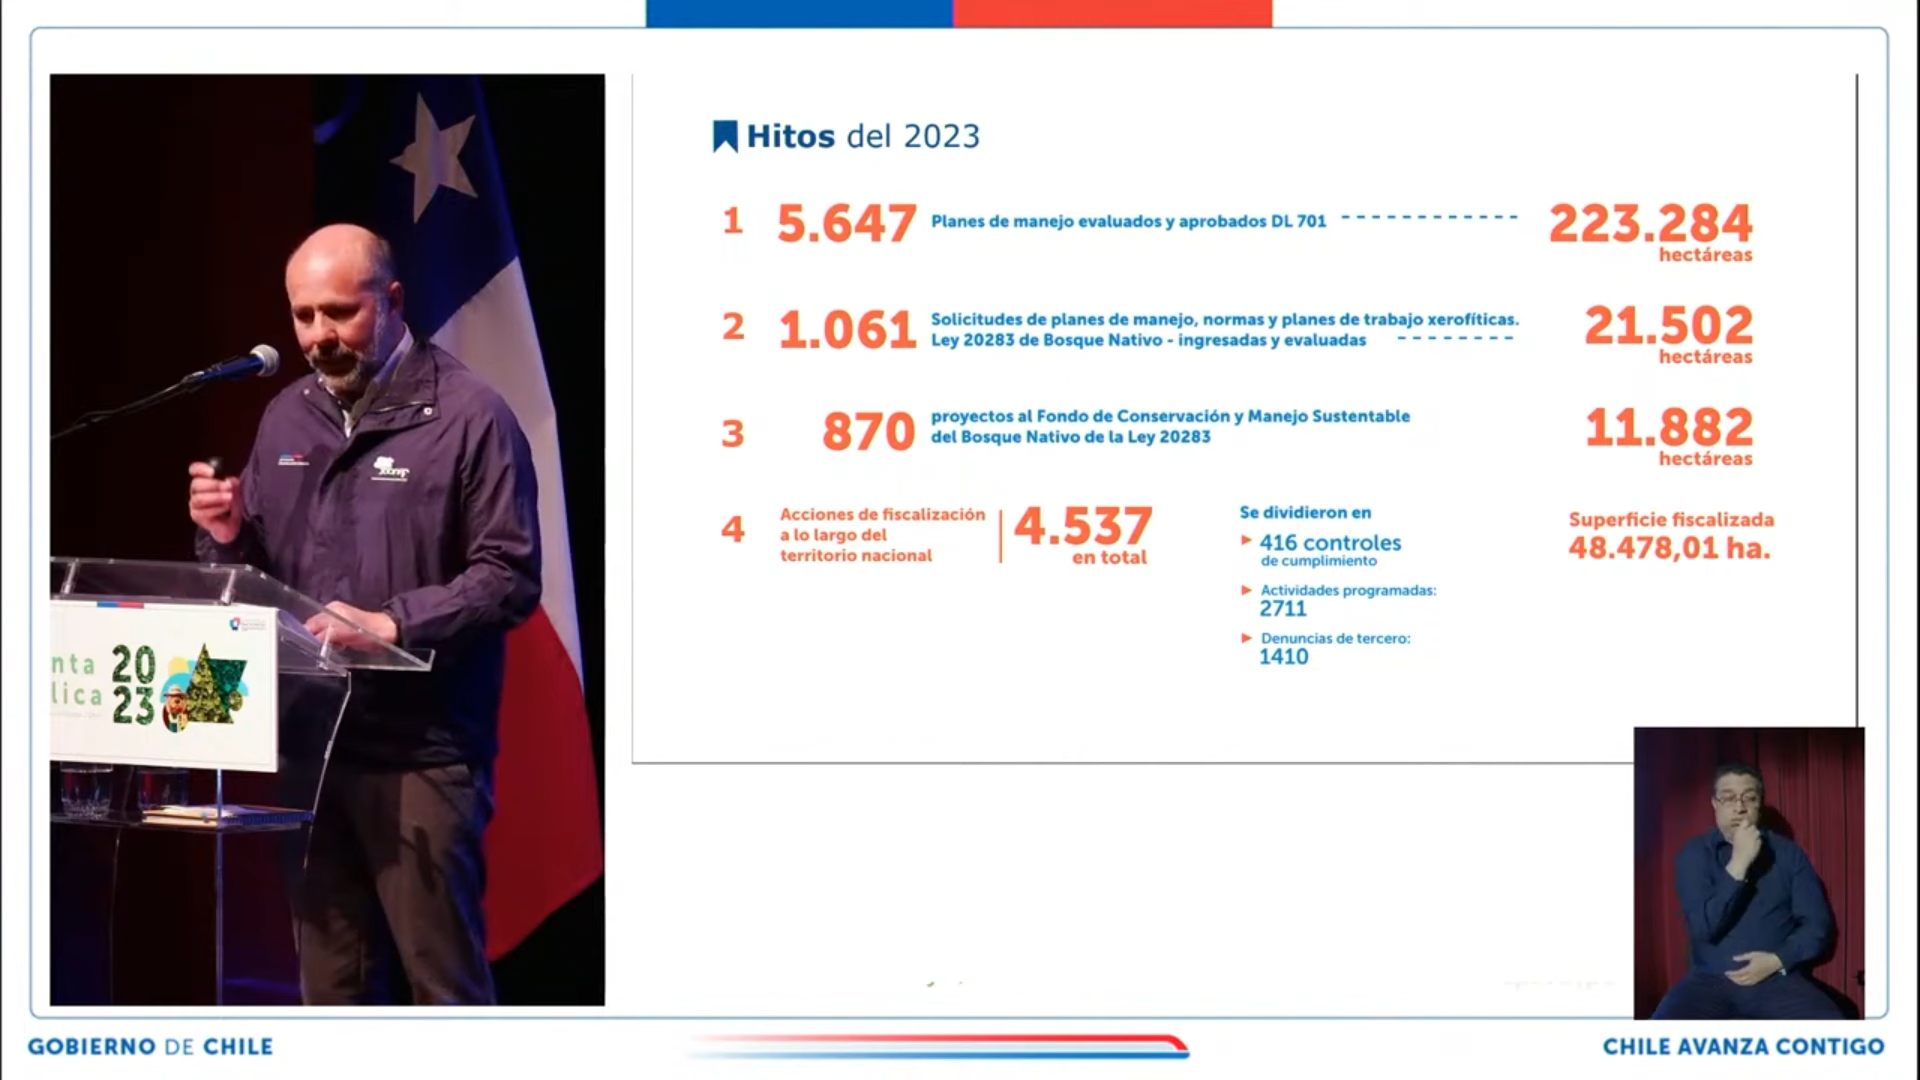 Hitos del 2023
1 5.647 Planes de manejo evaluados y aprobados DL 701 223.284
hectáreas
2 1.061 Solicitudes de planes de manejo, normas y planes de trabajo xerofíticas.
Ley 20283 de Bosque Nativo - ingresadas y evaluadas
21.502
hectáreas
3 870 proyectos al Fondo de Conservación y Manejo Sustentable
del Bosque Nativo de la Ley 20283
11.882
hectáreas
4 Acciones de fiscalización
a lo largo del
territorio nacional
4.537
en total
Se dividieron en
416 controles
de cumplimiento
Actividades programadas:
2711
Denuncias de tercero:
1410
Superficie fiscalizada
48.478,01 ha.
nta
lica
20
23
GOBIERNO DE CHILE
CHILE AVANZA CONTIGO